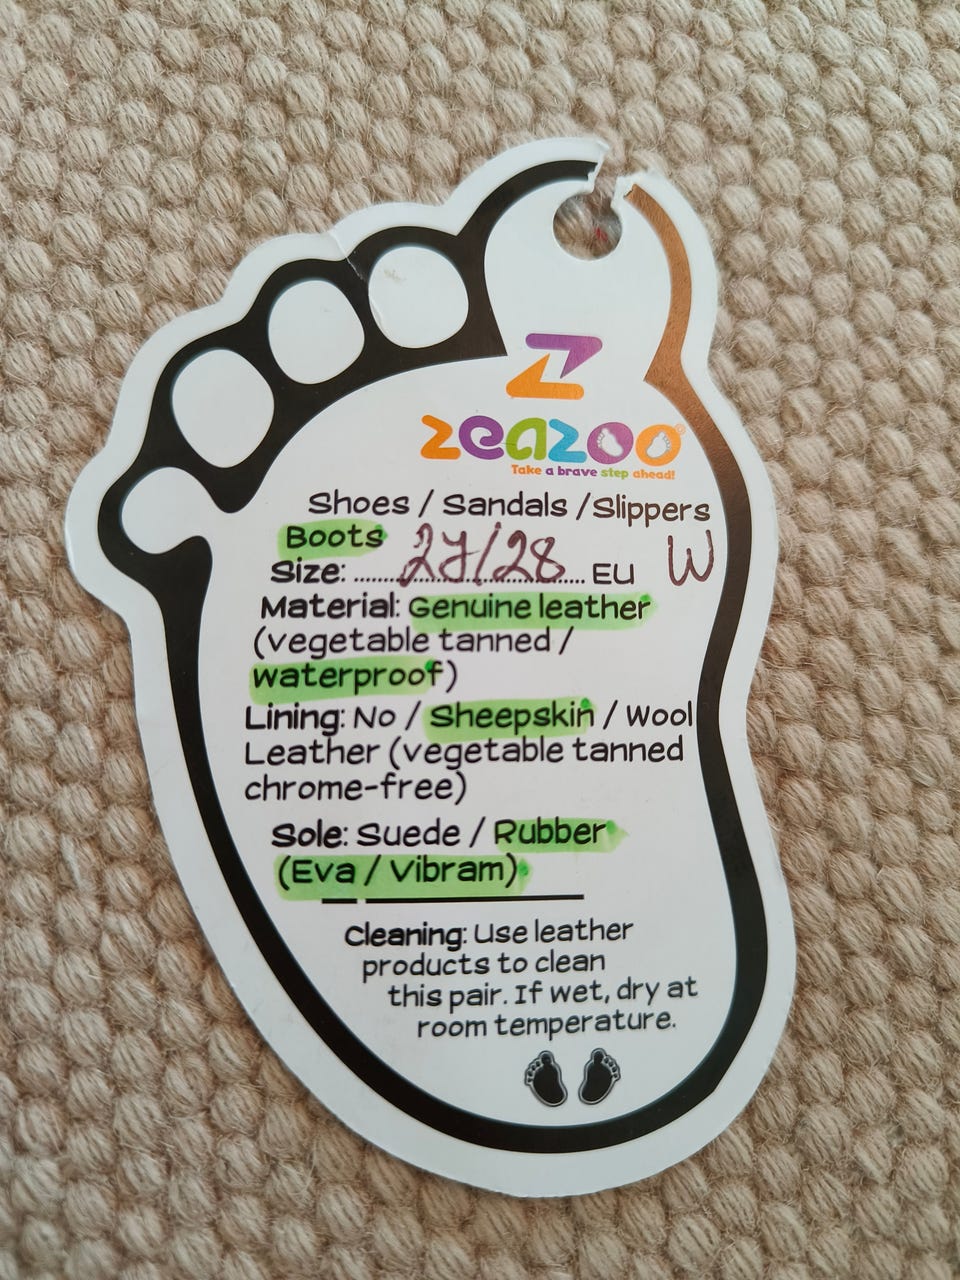 Z
zeazoo®
Take a brave step ahead!
Shoes / Sandals / Slippers
Boots
Size: .......27/28....... EU W
Material: Genuine leather
(vegetable tanned /
waterproof)
Lining: No / Sheepskin / Wool
Leather (vegetable tanned
chrome-free)
Sole: Suede / Rubber
(Eva / Vibram)
Cleaning: Use leather
products to clean
this pair. If wet, dry at
room temperature.